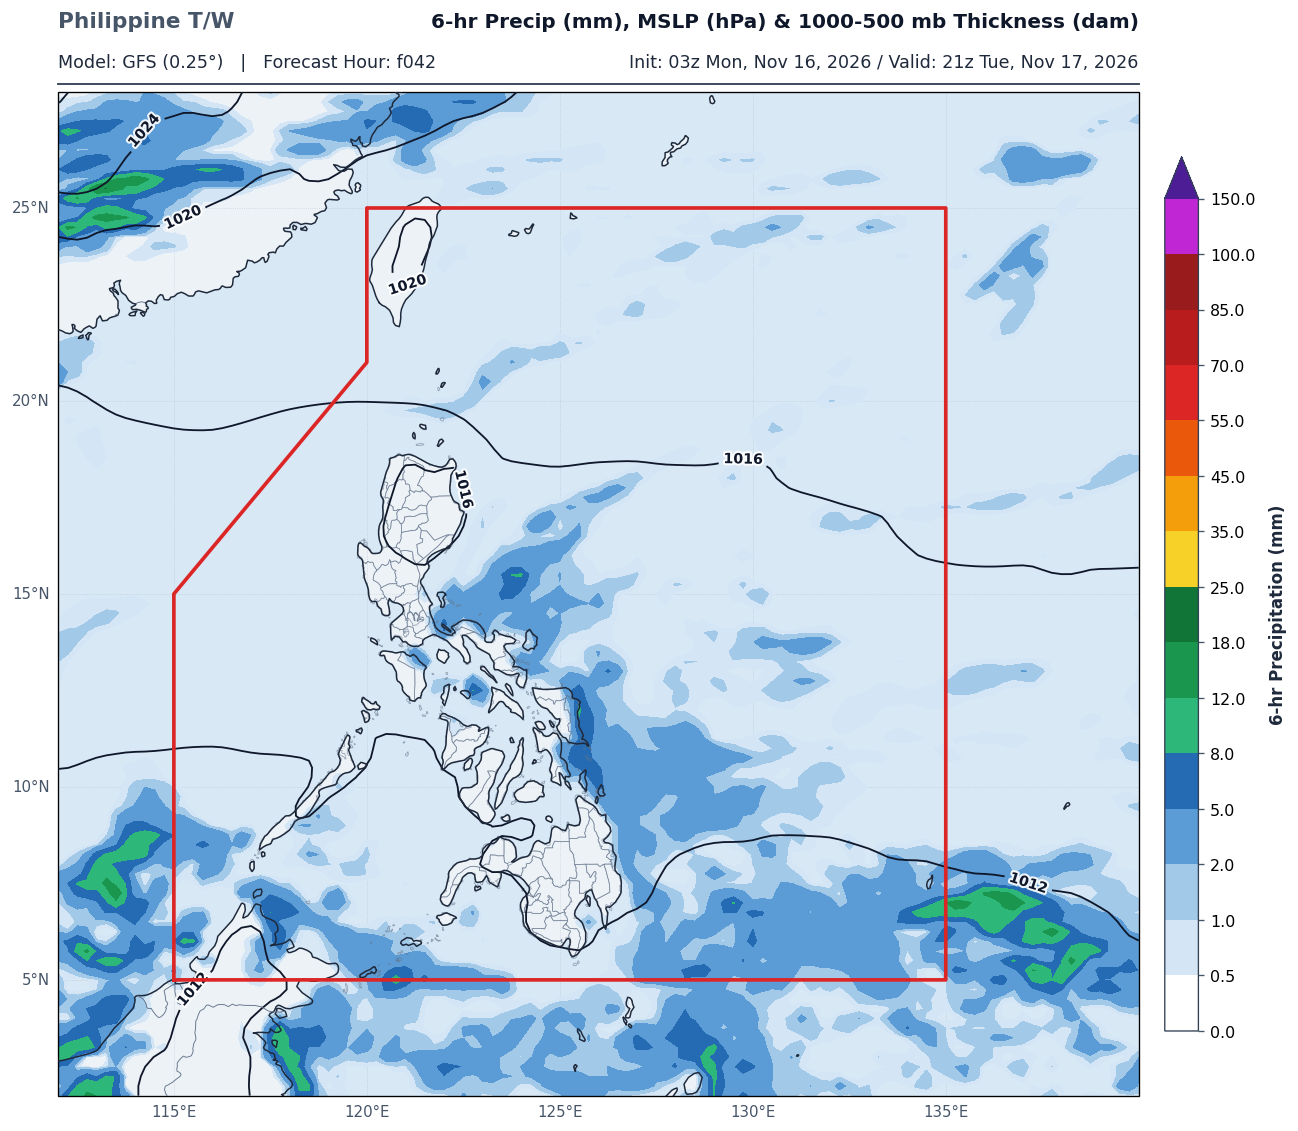 Philippine T/W
6-hr Precip (mm), MSLP (hPa) & 1000-500 mb Thickness (dam)
Model: GFS (0.25°) | Forecast Hour: f042
Init: 03z Mon, Nov 16, 2026 / Valid: 21z Tue, Nov 17, 2026
1024
1020
1020
1016
1016
1012
1012
25°N
20°N
15°N
10°N
5°N
115°E
120°E
125°E
130°E
135°E
150.0
100.0
85.0
70.0
55.0
45.0
35.0
25.0
18.0
12.0
8.0
5.0
2.0
1.0
0.5
0.0
6-hr Precipitation (mm)